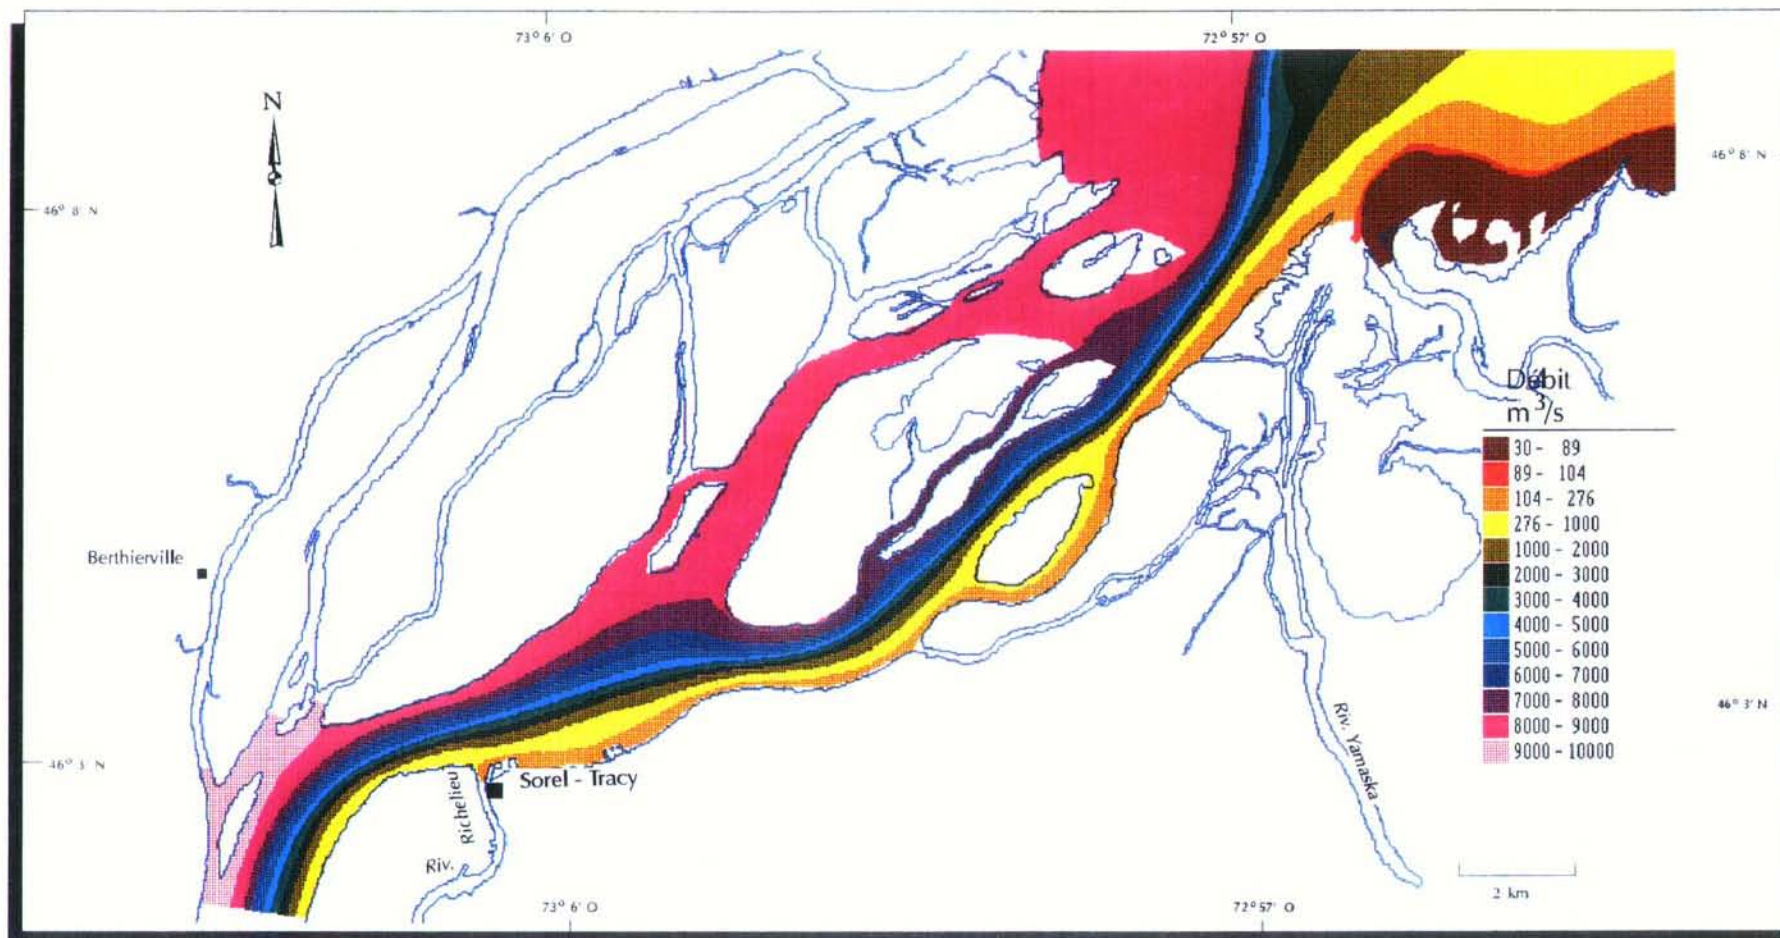 73° 6' O
72° 57' O
N
46° 8' N
46° 8' N
Débit
m³/s
30 - 89
89 - 104
104 - 276
276 - 1000
1000 - 2000
2000 - 3000
3000 - 4000
4000 - 5000
5000 - 6000
6000 - 7000
7000 - 8000
8000 - 9000
9000 - 10000
Berthierville
46° 3' N
46° 3' N
Sorel - Tracy
Riv. Richelieu
Riv. Yamaska
2 km
73° 6' O
72° 57' O